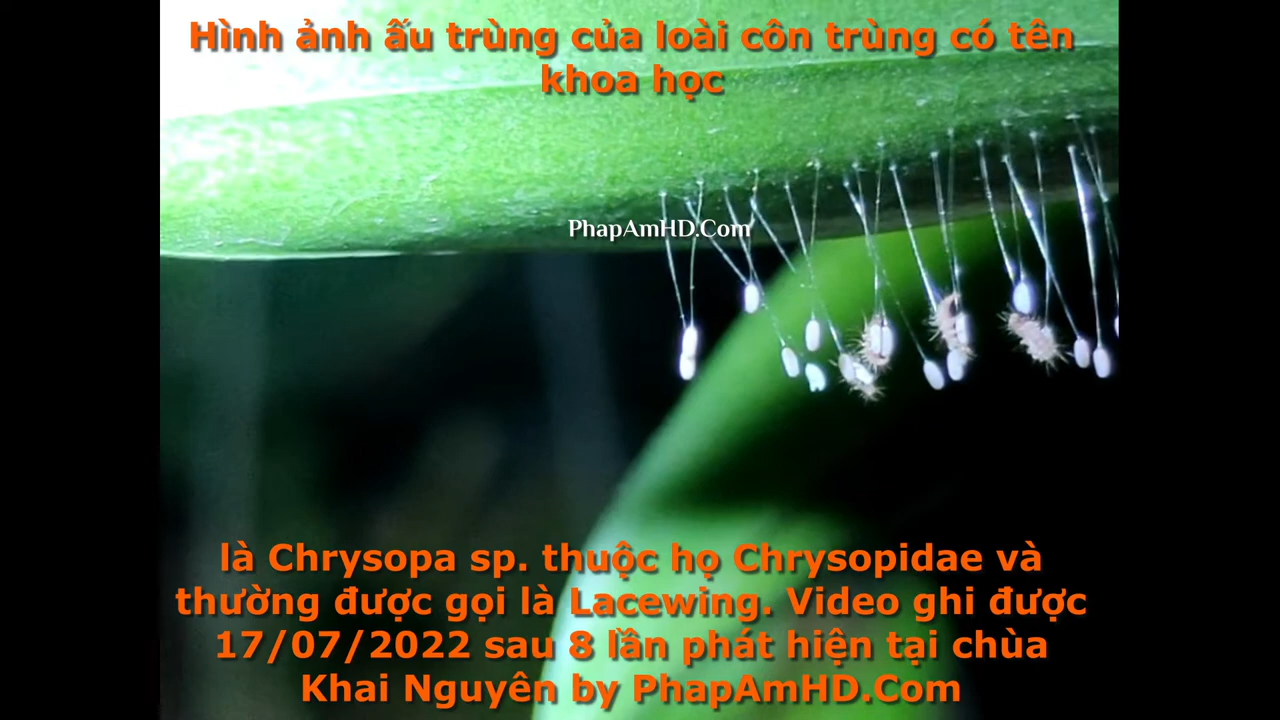 Hình ảnh ấu trùng của loài côn trùng có tên
khoa học
PhapAmHD.Com
là Chrysopa sp. thuộc họ Chrysopidae và
thường được gọi là Lacewing. Video ghi được
17/07/2022 sau 8 lần phát hiện tại chùa
Khai Nguyên by PhapAmHD.Com